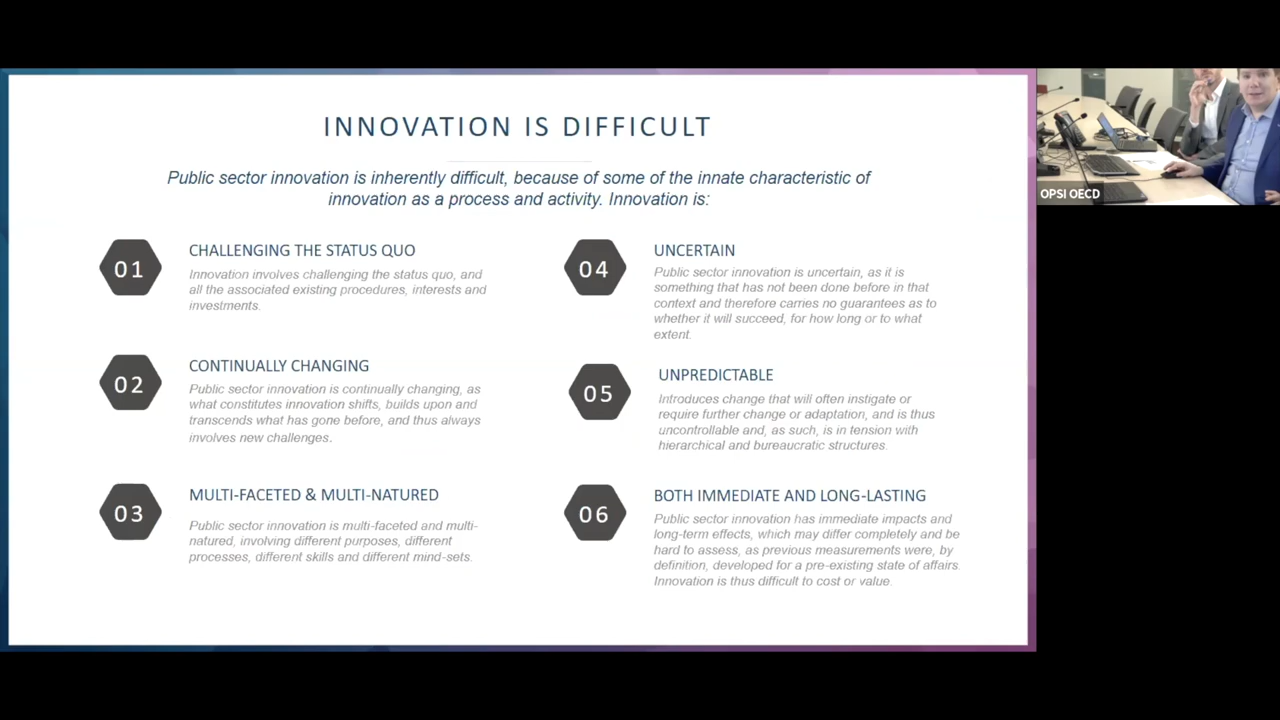 INNOVATION IS DIFFICULT
Public sector innovation is inherently difficult, because of some of the innate characteristic of
innovation as a process and activity. Innovation is:
01
CHALLENGING THE STATUS QUO
Innovation involves challenging the status quo, and
all the associated existing procedures, interests and
investments.
02
CONTINUALLY CHANGING
Public sector innovation is continually changing, as
what constitutes innovation shifts, builds upon and
transcends what has gone before, and thus always
involves new challenges.
03
MULTI-FACETED & MULTI-NATURED
Public sector innovation is multi-faceted and multi-
natured, involving different purposes, different
processes, different skills and different mind-sets.
04
UNCERTAIN
Public sector innovation is uncertain, as it is
something that has not been done before in that
context and therefore carries no guarantees as to
whether it will succeed, for how long or to what
extent.
05
UNPREDICTABLE
Introduces change that will often instigate or
require further change or adaptation, and is thus
uncontrollable and, as such, is in tension with
hierarchical and bureaucratic structures.
06
BOTH IMMEDIATE AND LONG-LASTING
Public sector innovation has immediate impacts and
long-term effects, which may differ completely and be
hard to assess, as previous measurements were, by
definition, developed for a pre-existing state of affairs.
Innovation is thus difficult to cost or value.
OPSI OECD